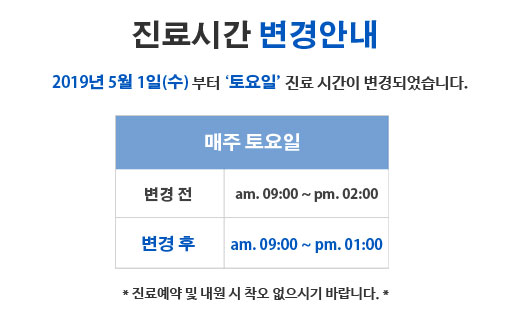 진료시간 변경안내
2019년 5월 1일(수) 부터 ‘토요일’ 진료 시간이 변경되었습니다.
매주 토요일
변경 전 am. 09:00 ~ pm. 02:00
변경 후 am. 09:00 ~ pm. 01:00
* 진료예약 및 내원 시 착오 없으시기 바랍니다. *